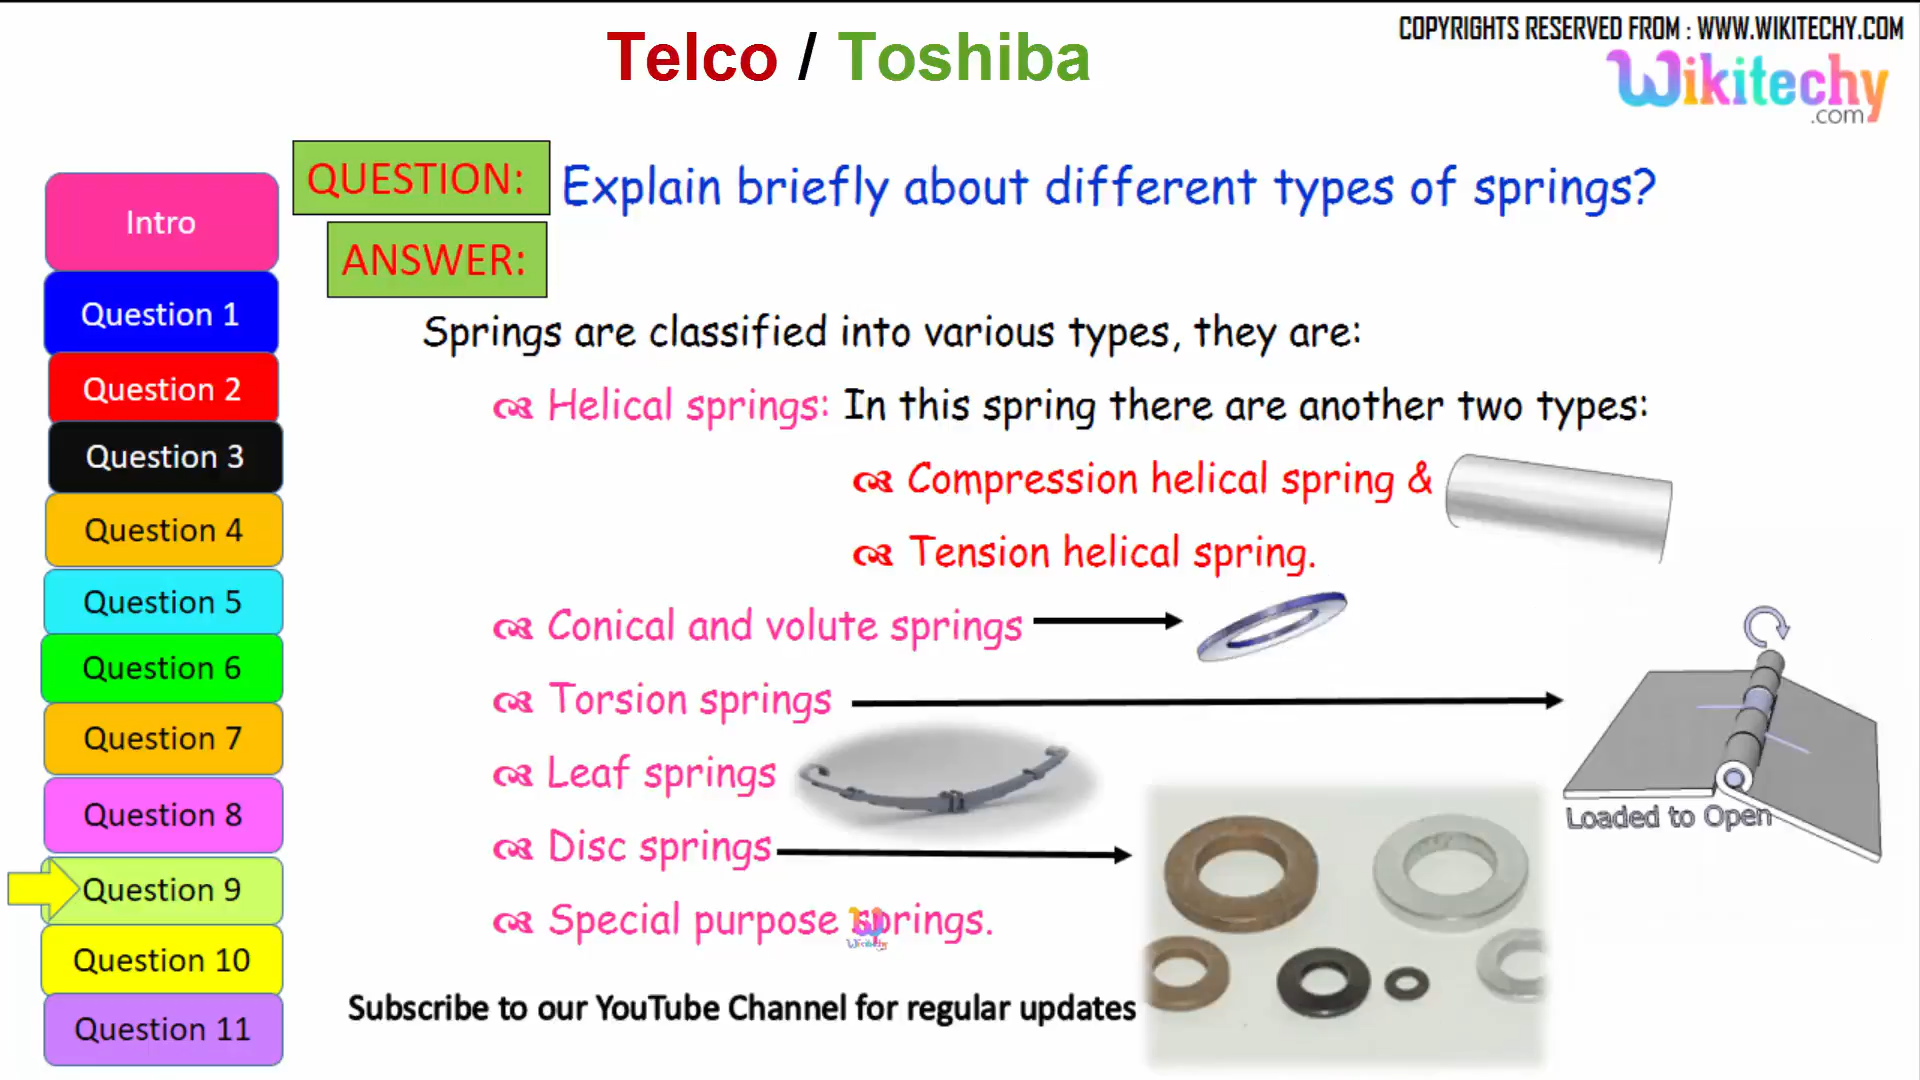 COPYRIGHTS RESERVED FROM : WWW.WIKITECHY.COM
Telco / Toshiba
Wikitechy
.com
QUESTION: Explain briefly about different types of springs?
ANSWER:
Springs are classified into various types, they are:
Helical springs: In this spring there are another two types:
Compression helical spring &
Tension helical spring.
Conical and volute springs
Torsion springs
Leaf springs
Loaded to Open
Disc springs
Special purpose springs.
Wikitechy
Subscribe to our YouTube Channel for regular updates
Intro
Question 1
Question 2
Question 3
Question 4
Question 5
Question 6
Question 7
Question 8
Question 9
Question 10
Question 11